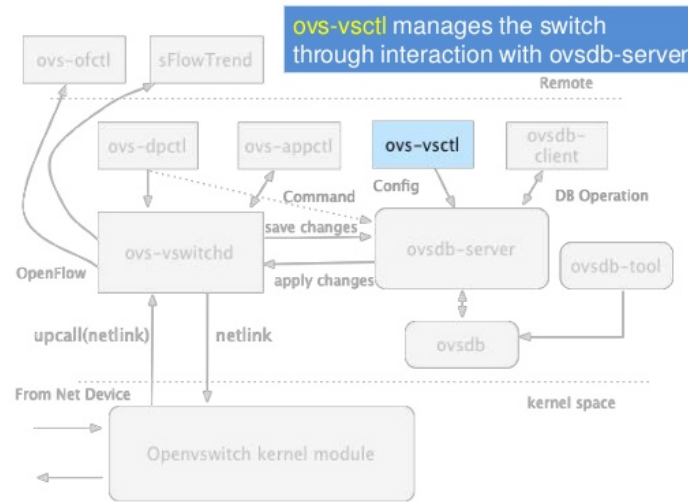 ovs-vsctl manages the switch
through interaction with ovsdb-server
ovs-ofctl
sFlowTrend
Remote
ovs-dpctl
ovs-appctl
ovs-vsctl
ovsdb-
client
Command
Config
DB Operation
save changes
ovs-vswitchd
ovsdb-server
ovsdb-tool
OpenFlow
apply changes
upcall(netlink)
netlink
ovsdb
From Net Device
kernel space
Openvswitch kernel module